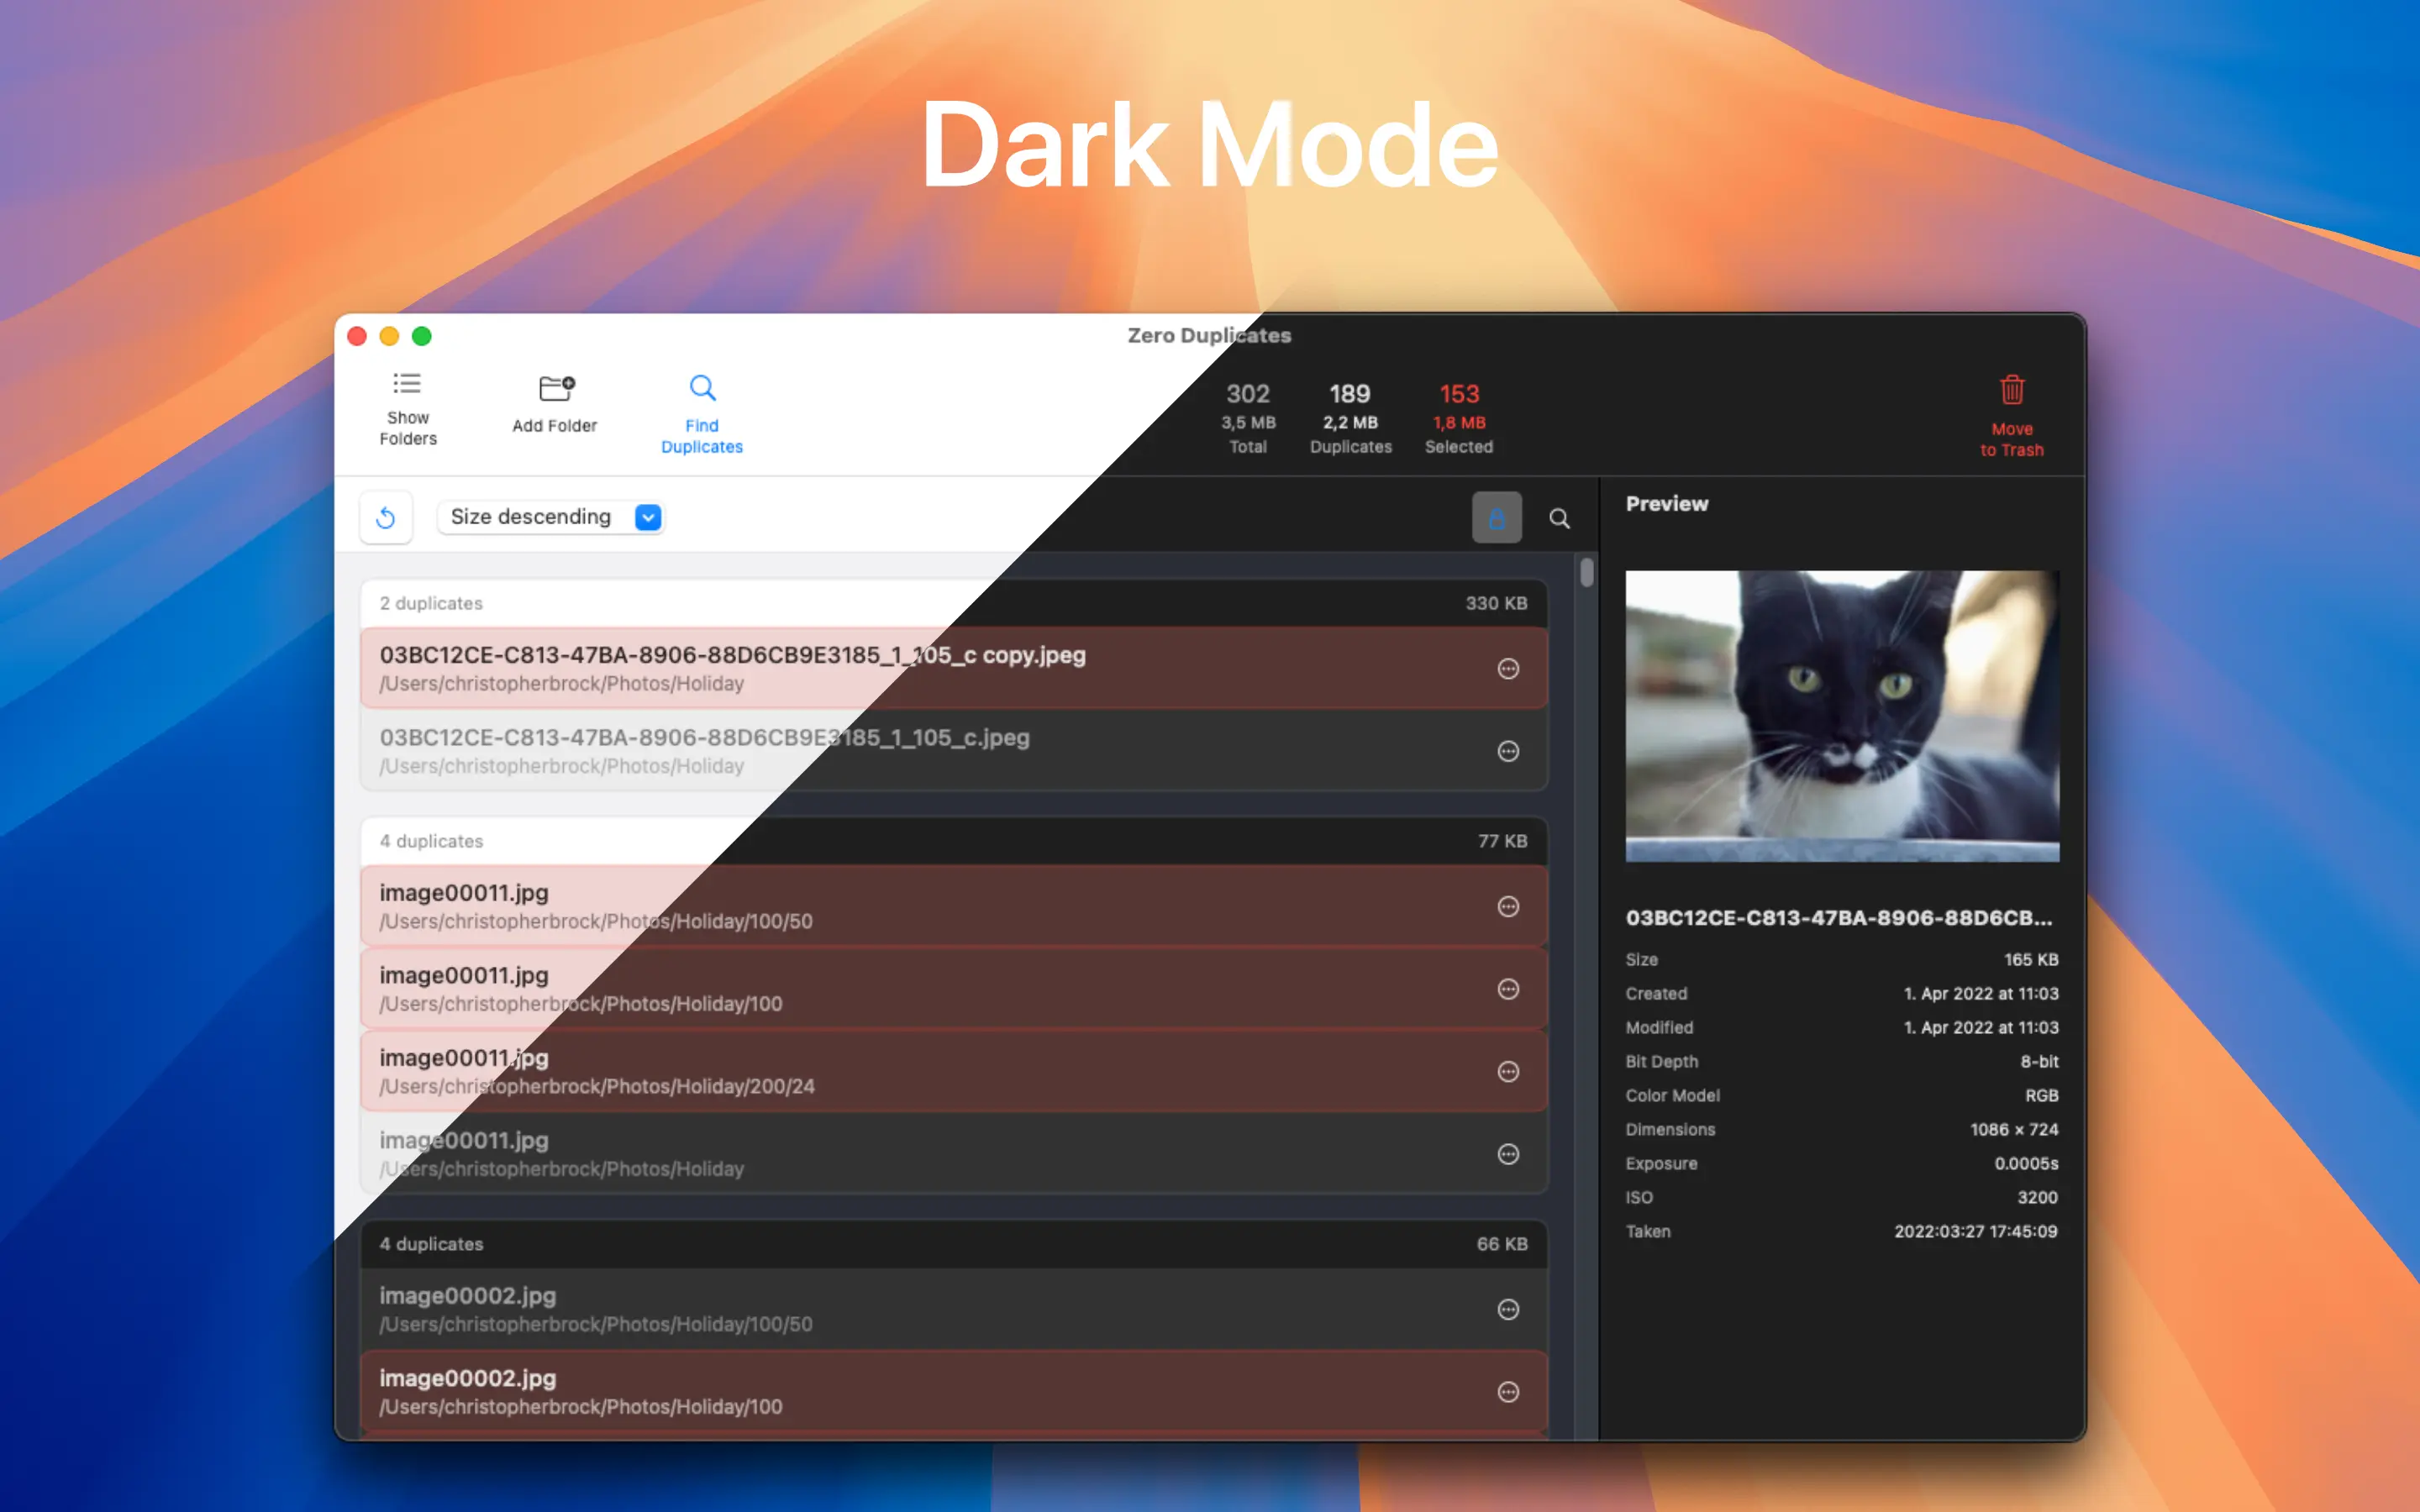 Dark Mode
Zero Duplicates
Show
Folders
Add Folder
Find
Duplicates
302
3,5 MB
Total
189
2,2 MB
Duplicates
153
1,8 MB
Selected
Move
to Trash
Size descending
2 duplicates 330 KB
03BC12CE-C813-47BA-8906-88D6CB9E3185_1_105_c copy.jpeg
/Users/christopherbrock/Photos/Holiday
03BC12CE-C813-47BA-8906-88D6CB9E3185_1_105_c.jpeg
/Users/christopherbrock/Photos/Holiday
4 duplicates 77 KB
image00011.jpg
/Users/christopherbrock/Photos/Holiday/100/50
image00011.jpg
/Users/christopherbrock/Photos/Holiday/100
image00011.jpg
/Users/christopherbrock/Photos/Holiday/200/24
image00011.jpg
/Users/christopherbrock/Photos/Holiday
4 duplicates 66 KB
image00002.jpg
/Users/christopherbrock/Photos/Holiday/100/50
image00002.jpg
/Users/christopherbrock/Photos/Holiday/100
Preview
03BC12CE-C813-47BA-8906-88D6CB...
Size 165 KB
Created 1. Apr 2022 at 11:03
Modified 1. Apr 2022 at 11:03
Bit Depth 8-bit
Color Model RGB
Dimensions 1086 × 724
Exposure 0.0005s
ISO 3200
Taken 2022:03:27 17:45:09